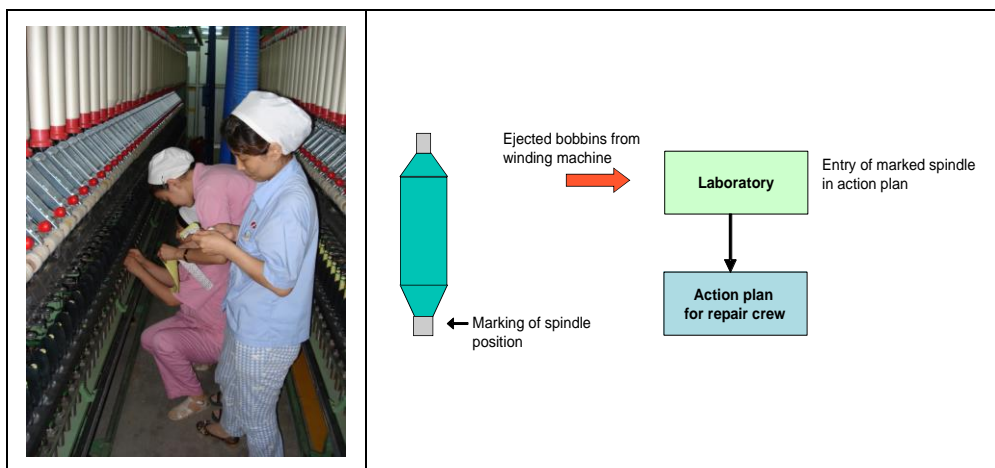 Ejected bobbins from
winding machine
Laboratory
Entry of marked spindle
in action plan
Action plan
for repair crew
Marking of spindle
position